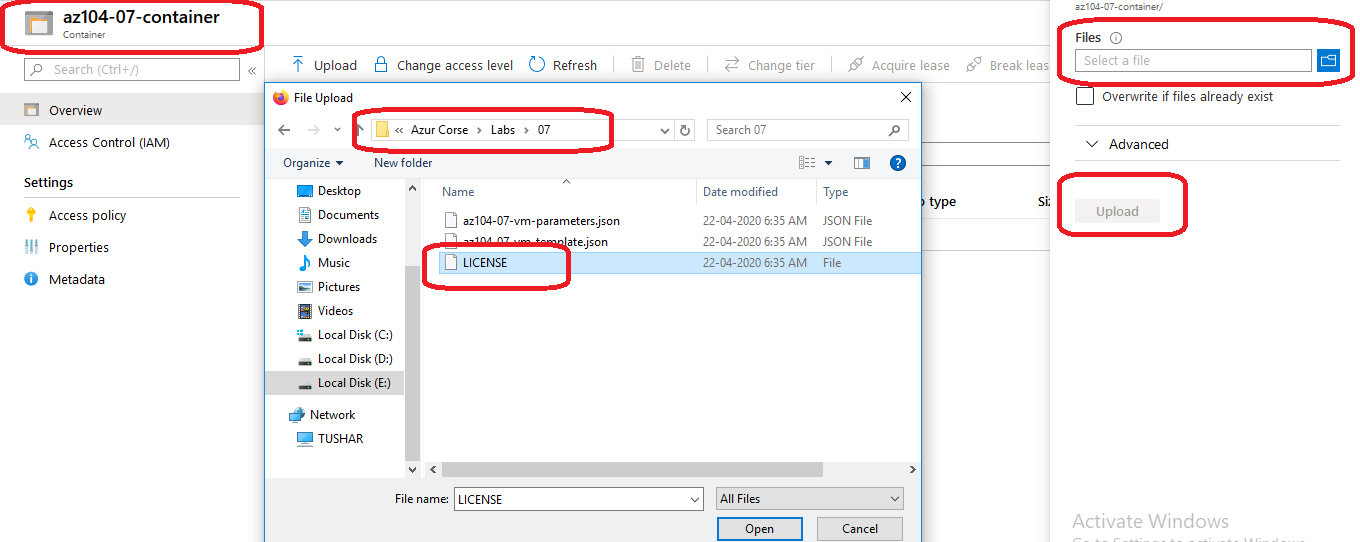 az104-07-container
Container
Search (Ctrl+/)
«
Overview
Access Control (IAM)
Settings
Access policy
Properties
Metadata
Upload
Change access level
Refresh
Delete
Change tier
Acquire lease
Break leas
File Upload
« Azur Corse > Labs > 07
Search 07
Organize
New folder
Desktop
Documents
Downloads
Music
Pictures
Videos
Local Disk (C:)
Local Disk (D:)
Local Disk (E:)
Network
TUSHAR
Name Date modified Type
az104-07-vm-parameters.json 22-04-2020 6:35 AM JSON File
az104-07-vm-template.json 22-04-2020 6:35 AM JSON File
LICENSE 22-04-2020 6:35 AM File
File name: LICENSE
All Files
Open
Cancel
type
Si
az104-07-container/
Files
Select a file
Overwrite if files already exist
Advanced
Upload
Activate Windows
Go to Settings to activate Windows